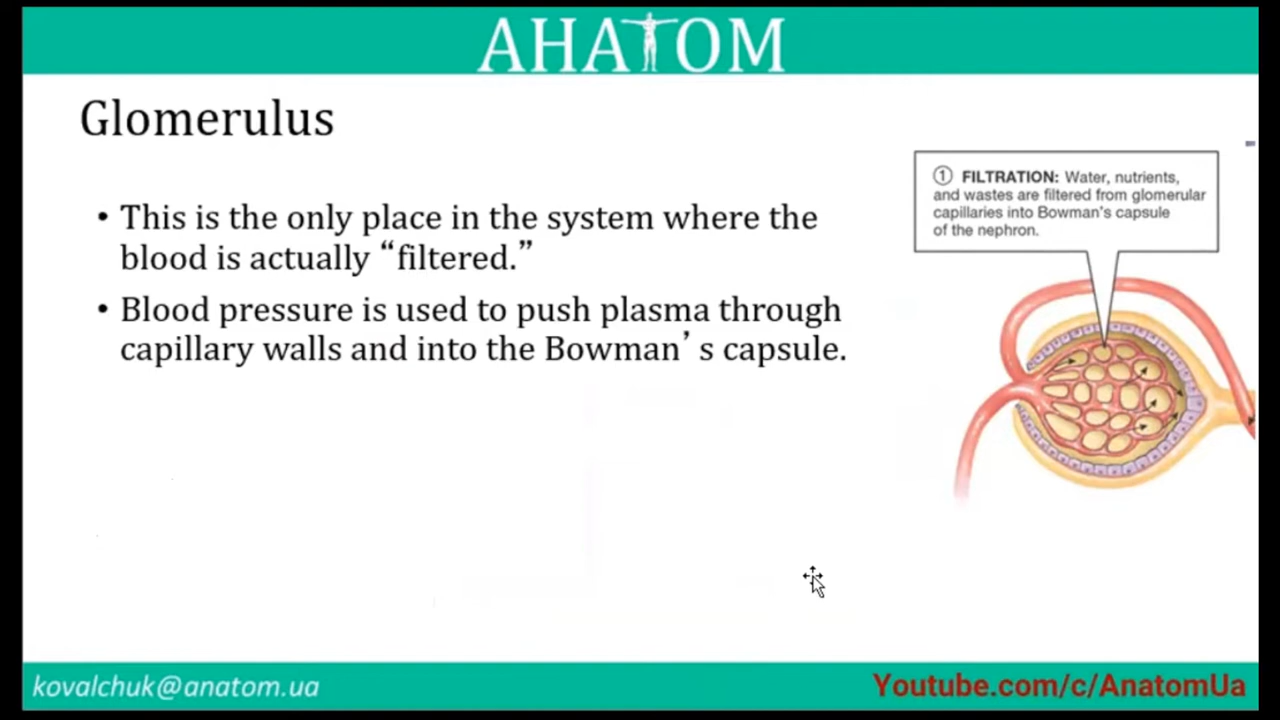 АНАТОМ
Glomerulus
• This is the only place in the system where the
blood is actually “filtered.”
• Blood pressure is used to push plasma through
capillary walls and into the Bowman’s capsule.
① FILTRATION: Water, nutrients,
and wastes are filtered from glomerular
capillaries into Bowman's capsule
of the nephron.
kovalchuk@anatom.ua
Youtube.com/c/AnatomUa